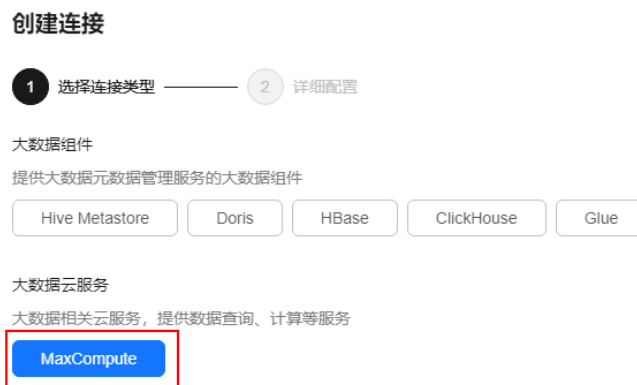 创建连接
1 选择连接类型 2 详细配置
大数据组件
提供大数据元数据管理服务的大数据组件
Hive Metastore Doris HBase ClickHouse Glue
大数据云服务
大数据相关云服务，提供数据查询、计算等服务
MaxCompute